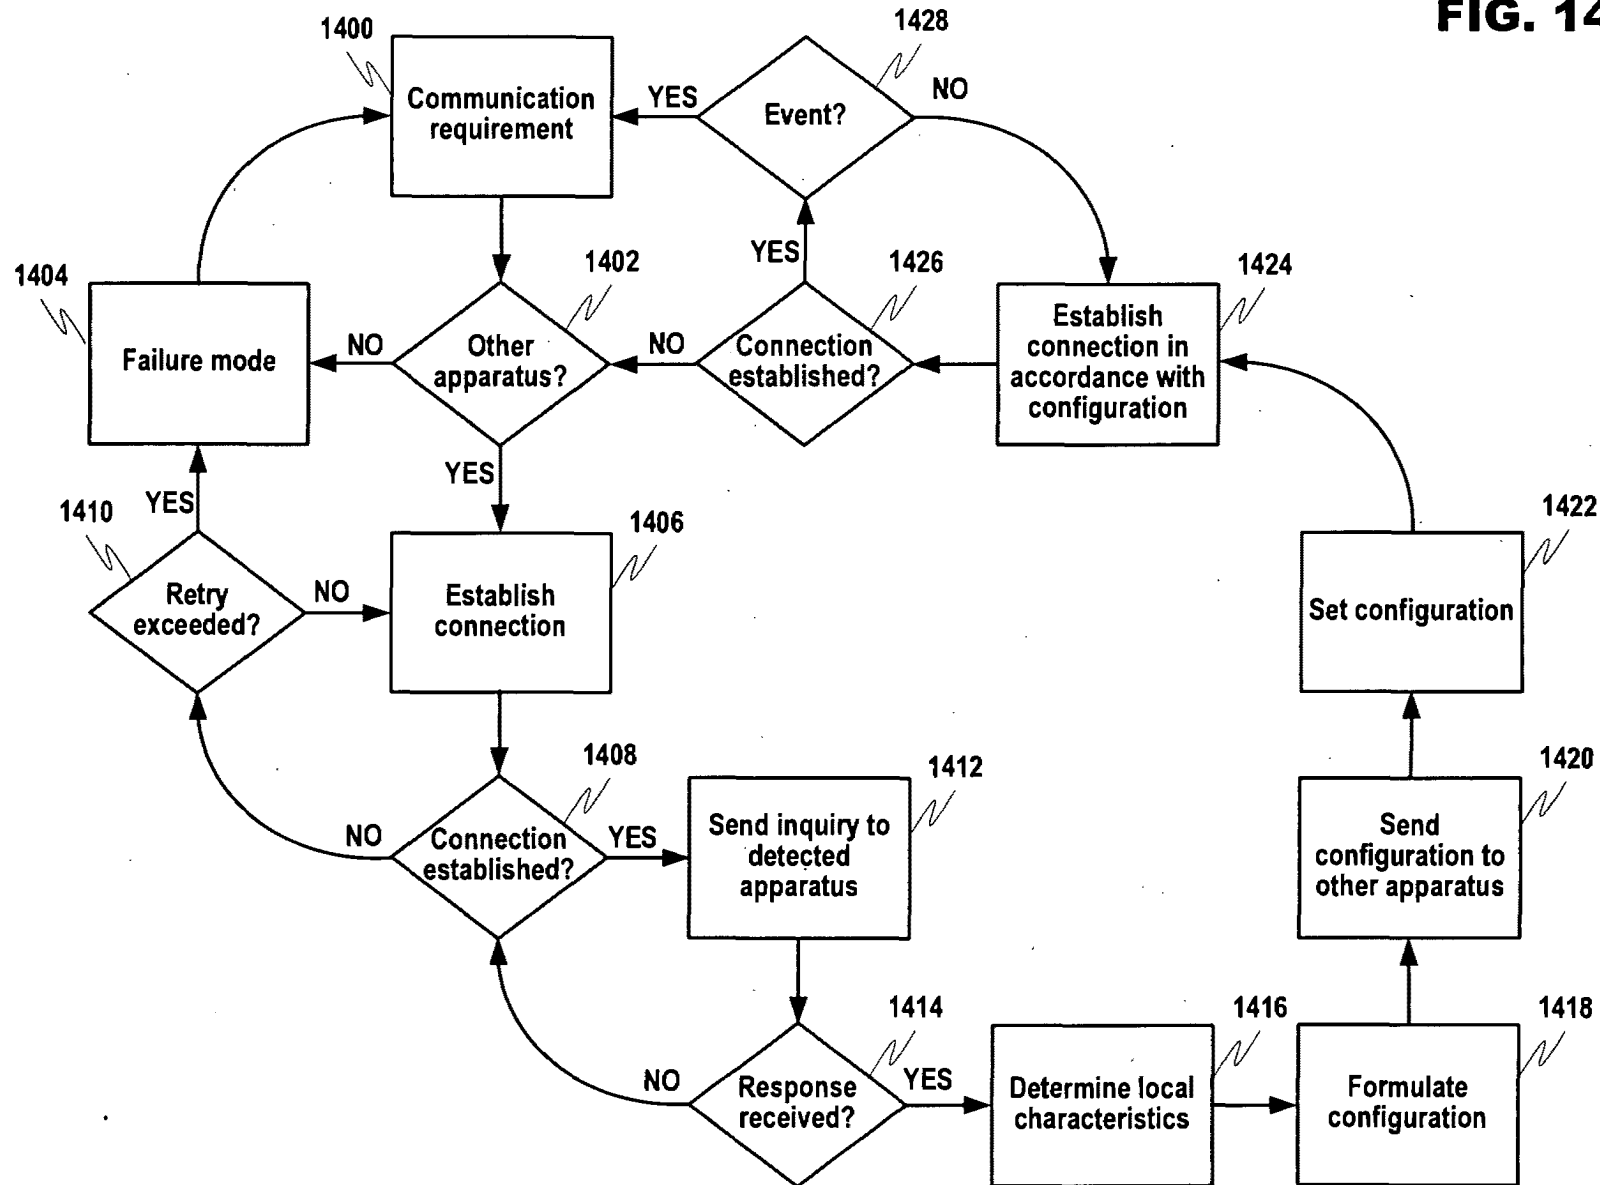 FIG. 14
1400
Communication
requirement
YES
1428
Event?
NO
1404
Failure mode
NO
1402
Other
apparatus?
NO
YES
1426
Connection
established?
1424
Establish
connection in
accordance with
configuration
YES
YES
1410
Retry
exceeded?
NO
1406
Establish
connection
1422
Set configuration
NO
1408
Connection
established?
YES
1412
Send inquiry to
detected
apparatus
1420
Send
configuration to
other apparatus
NO
1414
Response
received?
YES
1416
Determine local
characteristics
1418
Formulate
configuration